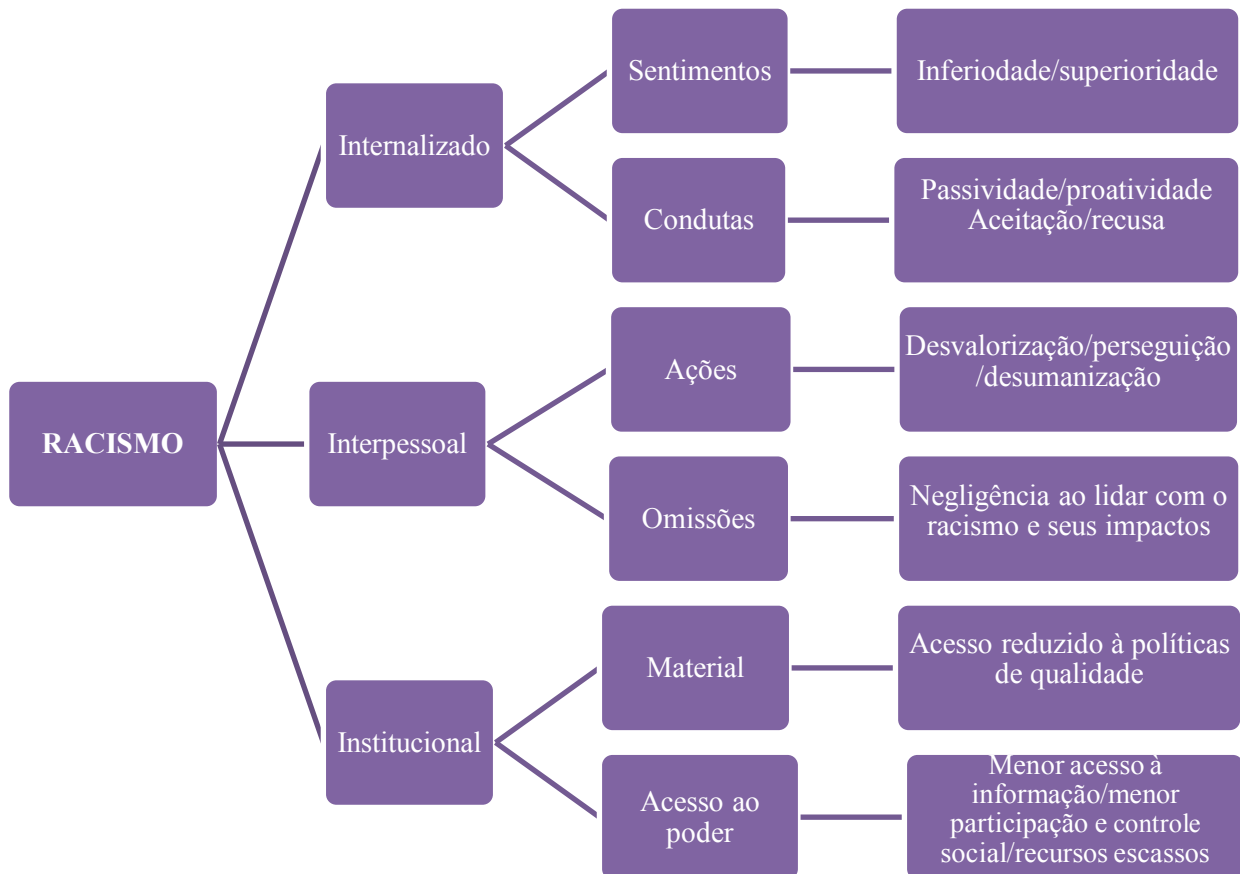 RACISMO
Internalizado
Sentimentos
Inferiodade/superioridade
Condutas
Passividade/proatividade
Aceitação/recusa
Interpessoal
Ações
Desvalorização/perseguição
/desumanização
Omissões
Negligência ao lidar com o
racismo e seus impactos
Institucional
Material
Acesso reduzido à políticas
de qualidade
Acesso ao
poder
Menor acesso à
informação/menor
participação e controle
social/recursos escassos